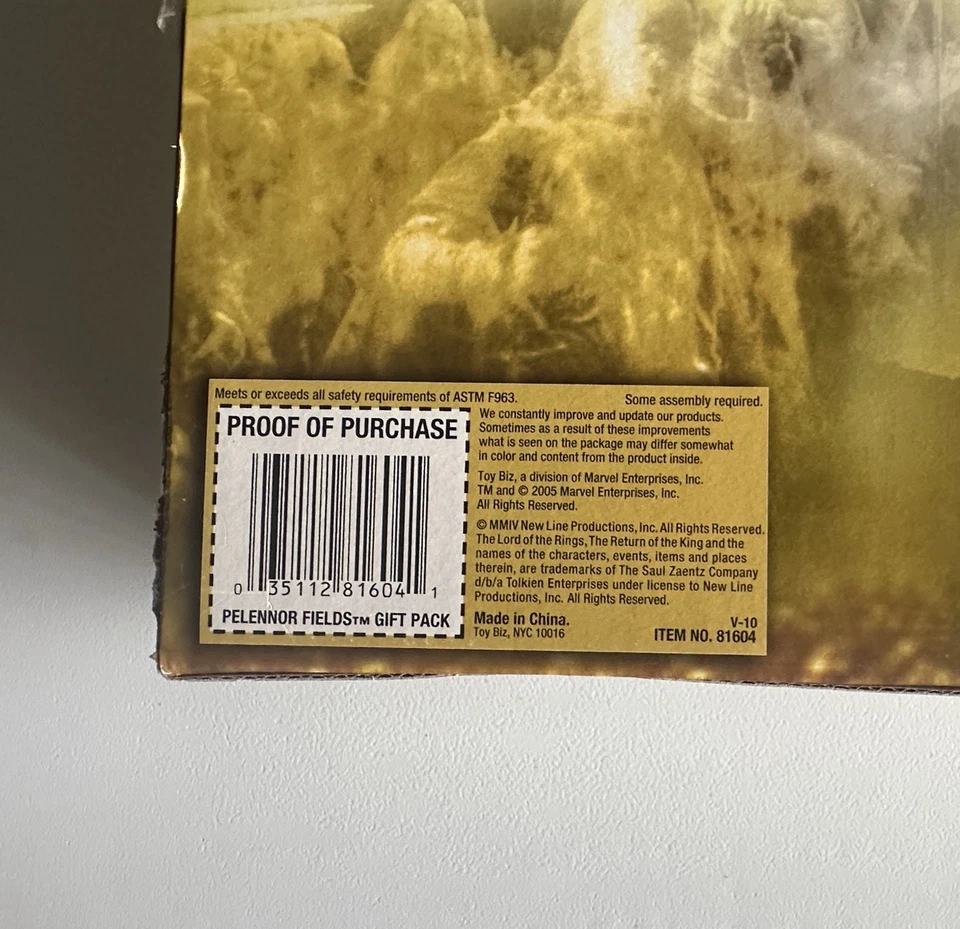 Meets or exceeds all safety requirements of ASTM F963.
Some assembly required.
PROOF OF PURCHASE
0 35112 81604 1
PELENNOR FIELDS™ GIFT PACK
We constantly improve and update our products.
Sometimes as a result of these improvements
what is seen on the package may differ somewhat
in color and content from the product inside.
Toy Biz, a division of Marvel Enterprises, Inc.
TM and © 2005 Marvel Enterprises, Inc.
All Rights Reserved.
© MMIV New Line Productions, Inc. All Rights Reserved.
The Lord of the Rings, The Return of the King and the
names of the characters, events, items and places
therein, are trademarks of The Saul Zaentz Company
d/b/a Tolkien Enterprises under license to New Line
Productions, Inc. All Rights Reserved.
Made in China.
Toy Biz, NYC 10016
V-10
ITEM NO. 81604